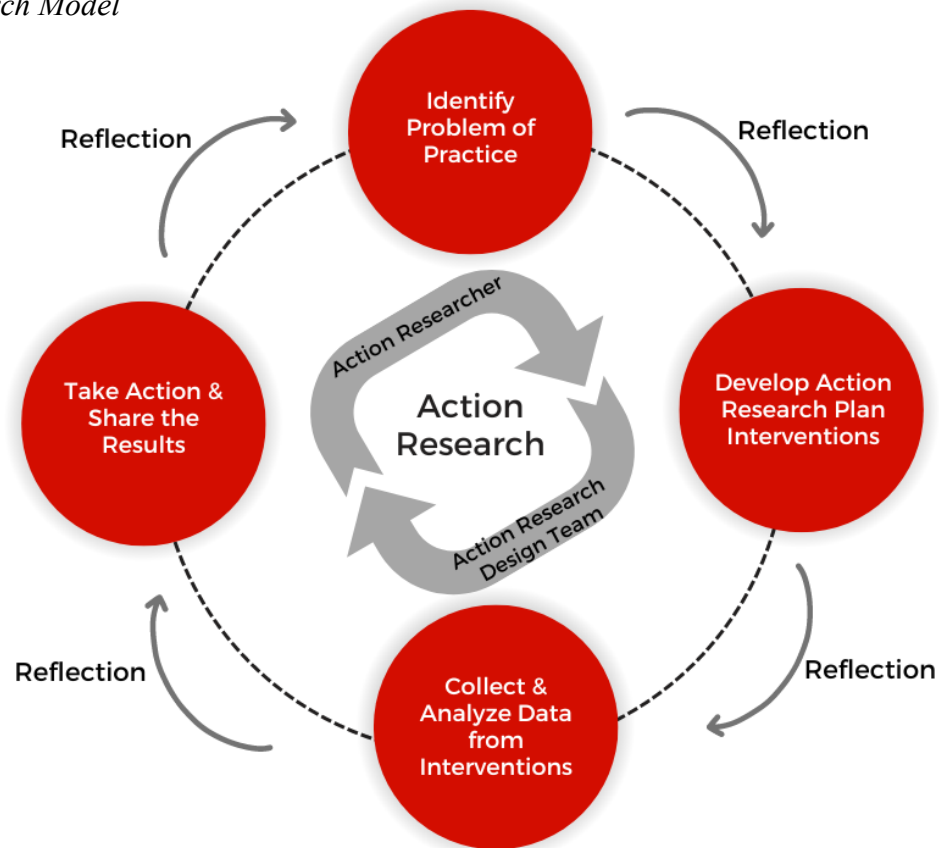 rch Model
Identify
Problem of
Practice
Reflection
Reflection
Action Researcher
Take Action &
Share the
Results
Action
Research
Develop Action
Research Plan
Interventions
Action Research
Design Team
Reflection
Reflection
Collect &
Analyze Data
from
Interventions